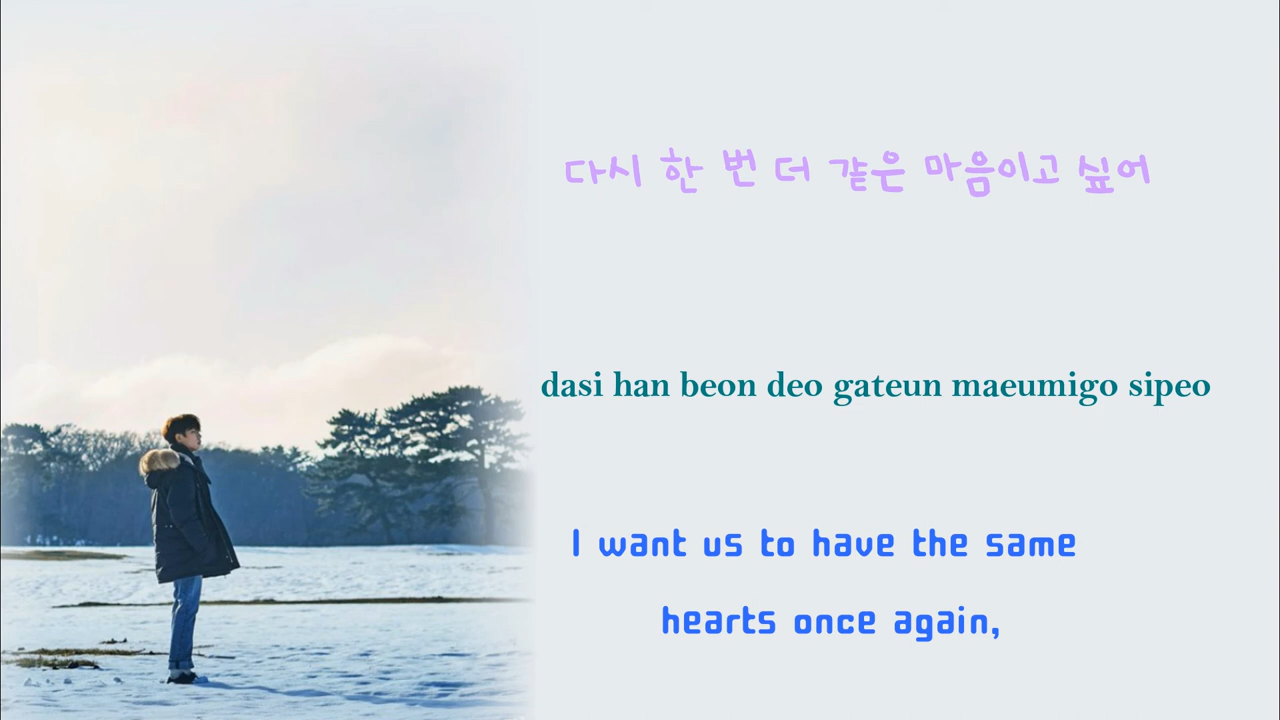 다시 한 번 더 같은 마음이고 싶어
dasi han beon deo gateun maeumigo sipeo
I want us to have the same
hearts once again,